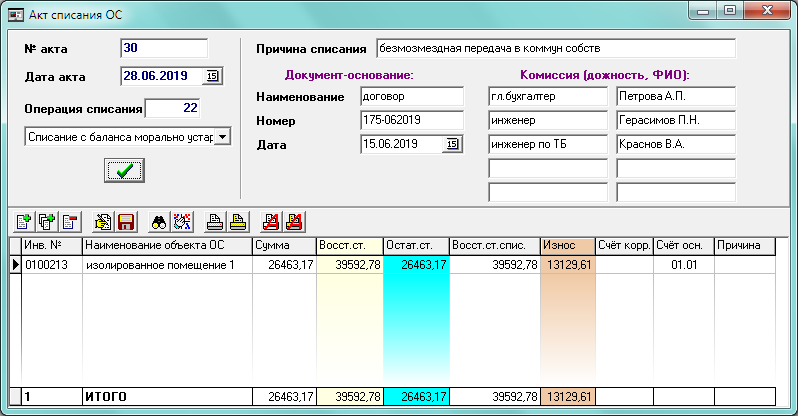 Акт списания ОС
№ акта 30
Дата акта 28.06.2019 15
Операция списания 22
Списание с баланса морально устар
Причина списания безмозмездная передача в коммун собств
Документ-основание:
Наименование договор
Номер 175-062019
Дата 15.06.2019 15
Комиссия (дожность, ФИО):
гл.бухгалтер Петрова А.П.
инженер Герасимов П.Н.
инженер по ТБ Краснов В.А.
Инв. № Наименование объекта ОС Сумма Восст.ст. Остат.ст. Восст.ст.спис. Износ Счёт корр. Счёт осн. Причина
0100213 изолированное помещение 1 26463,17 39592,78 26463,17 39592,78 13129,61 01.01
1 ИТОГО 26463,17 39592,78 26463,17 39592,78 13129,61